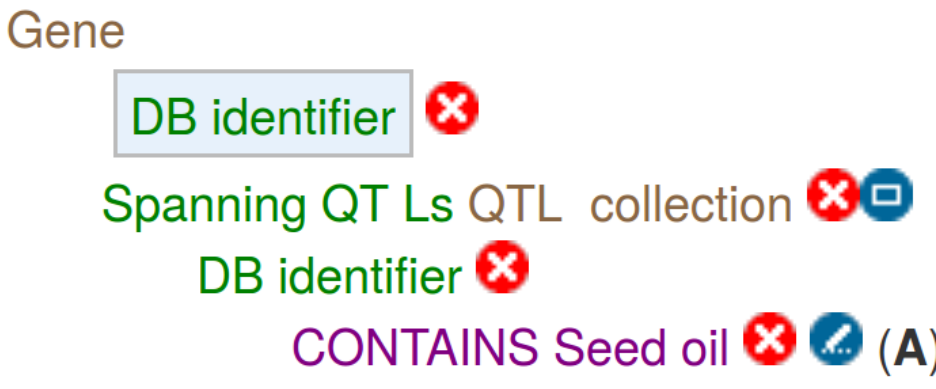 Gene
DB identifier
Spanning QT Ls QTL collection
DB identifier
CONTAINS Seed oil (A)